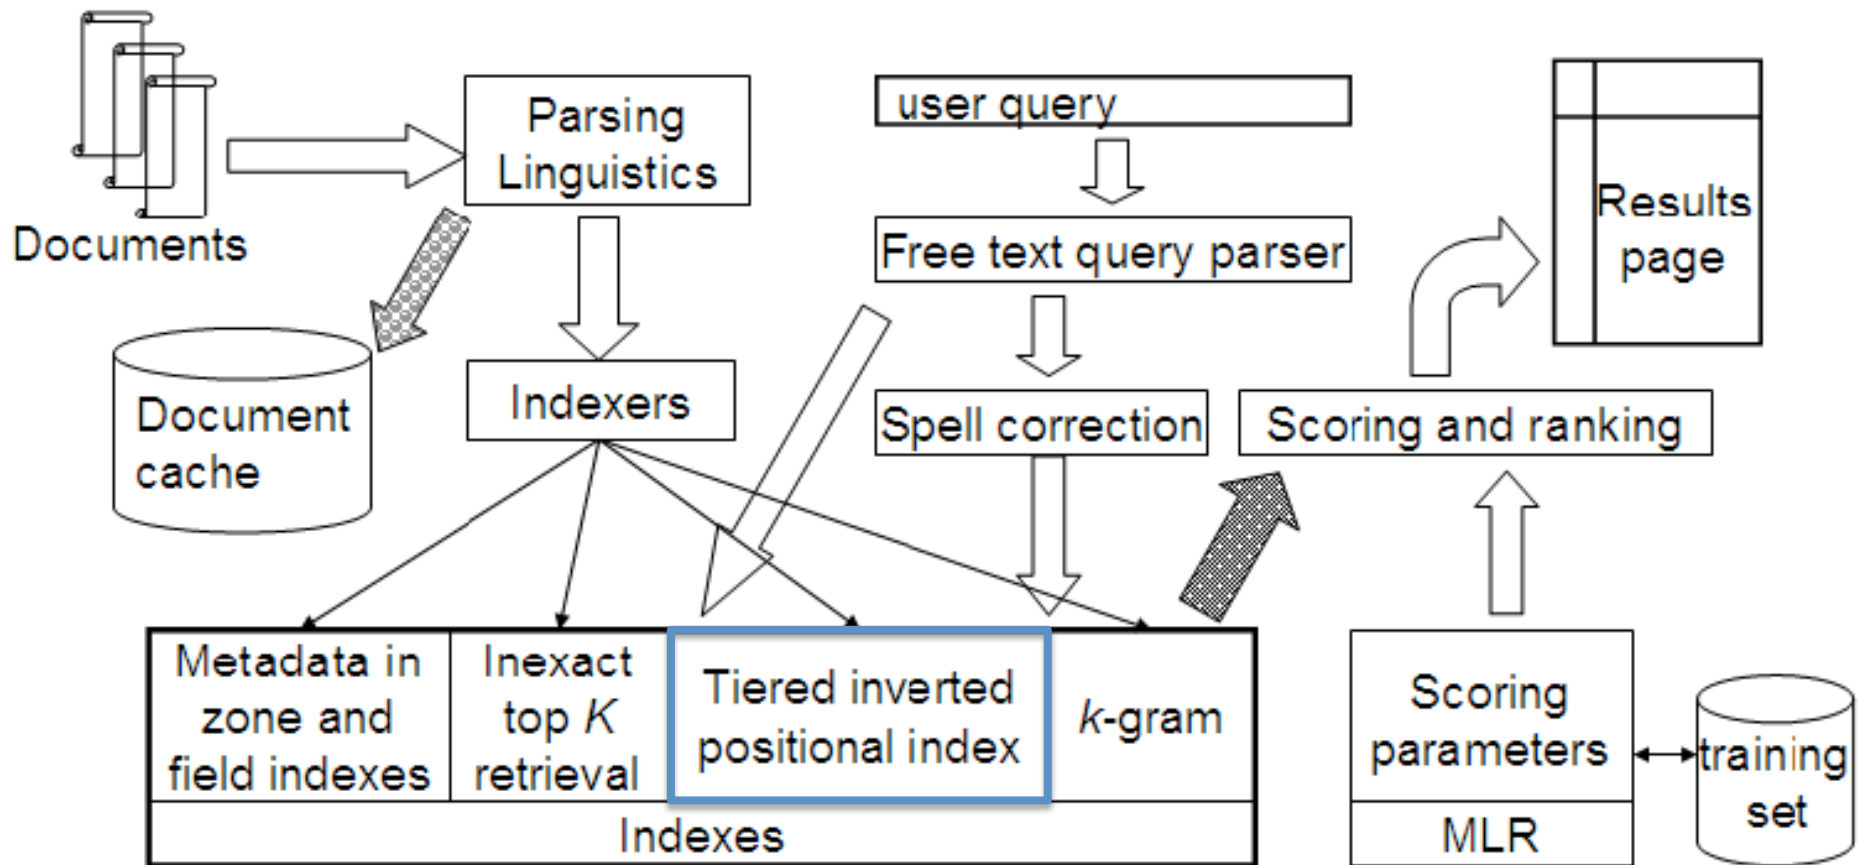 Documents
Parsing
Linguistics
user query
Free text query parser
Results
page
Document
cache
Indexers
Spell correction
Scoring and ranking
Metadata in
zone and
field indexes
Inexact
top K
retrieval
Tiered inverted
positional index
k-gram
Indexes
Scoring
parameters
MLR
training
set